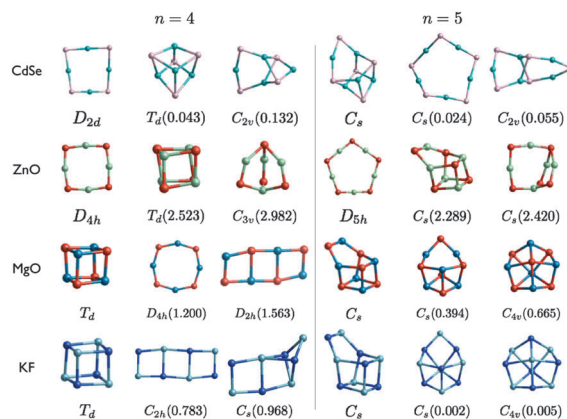 n = 4 n = 5
CdSe
D2d Td(0.043) C2v(0.132) Cs Cs(0.024) C2v(0.055)
ZnO
D4h Td(2.523) C3v(2.982) D5h Cs(2.289) Cs(2.420)
MgO
Td D4h(1.200) D2h(1.563) Cs Cs(0.394) C4v(0.665)
KF
Td C2h(0.783) Cs(0.968) Cs Cs(0.002) C4v(0.005)